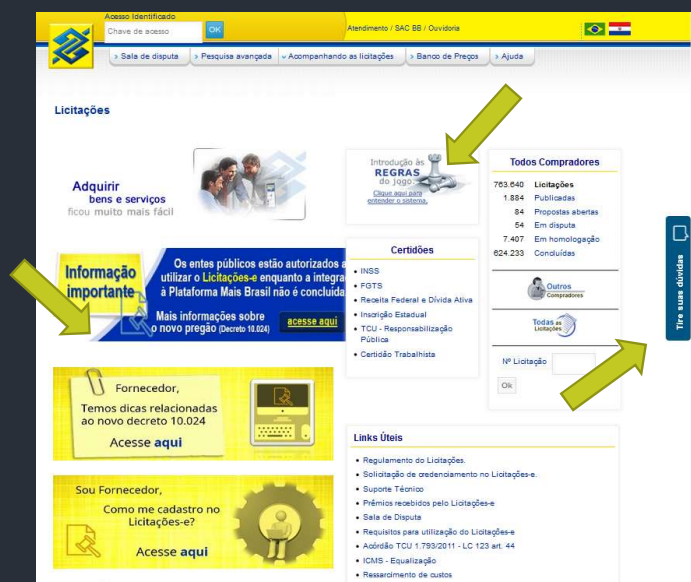 Acesso Identificado
Chave de acesso
OK
Atendimento / SAC BB / Ouvidoria
Sala de disputa
Pesquisa avançada
Acompanhando as licitações
Banco de Preços
Ajuda
Licitações
Adquirir
bens e serviços
ficou muito mais fácil
Introdução às
REGRAS
do jogo.
Clique aqui para
entender o sistema.
Todos Compradores
763.640 Licitações
1.884 Publicadas
84 Propostas abertas
54 Em disputa
7.407 Em homologação
624.233 Concluídas
Outros
Compradores
Todas as
Licitações
Nº Licitação
Ok
Tire suas dúvidas
Informação
importante
Os entes públicos estão autorizados a
utilizar o Licitações-e enquanto a integra
à Plataforma Mais Brasil não é concluída
Mais informações sobre
o novo pregão (Decreto 10.024)
acesse aqui
Certidões
• INSS
• FGTS
• Receita Federal e Dívida Ativa
• Inscrição Estadual
• TCU - Responsabilização
Pública
• Certidão Trabalhista
Fornecedor,
Temos dicas relacionadas
ao novo decreto 10.024
Acesse aqui
Sou Fornecedor,
Como me cadastro no
Licitações-e?
Acesse aqui
Links Úteis
• Regulamento do Licitações.
• Solicitação de credenciamento no Licitações-e.
• Suporte Técnico
• Prêmios recebidos pelo Licitações-e
• Sala de Disputa
• Requisitos para utilização do Licitações-e
• Acórdão TCU 1.793/2011 - LC 123 art. 44
• ICMS - Equalização
• Ressarcimento de custos